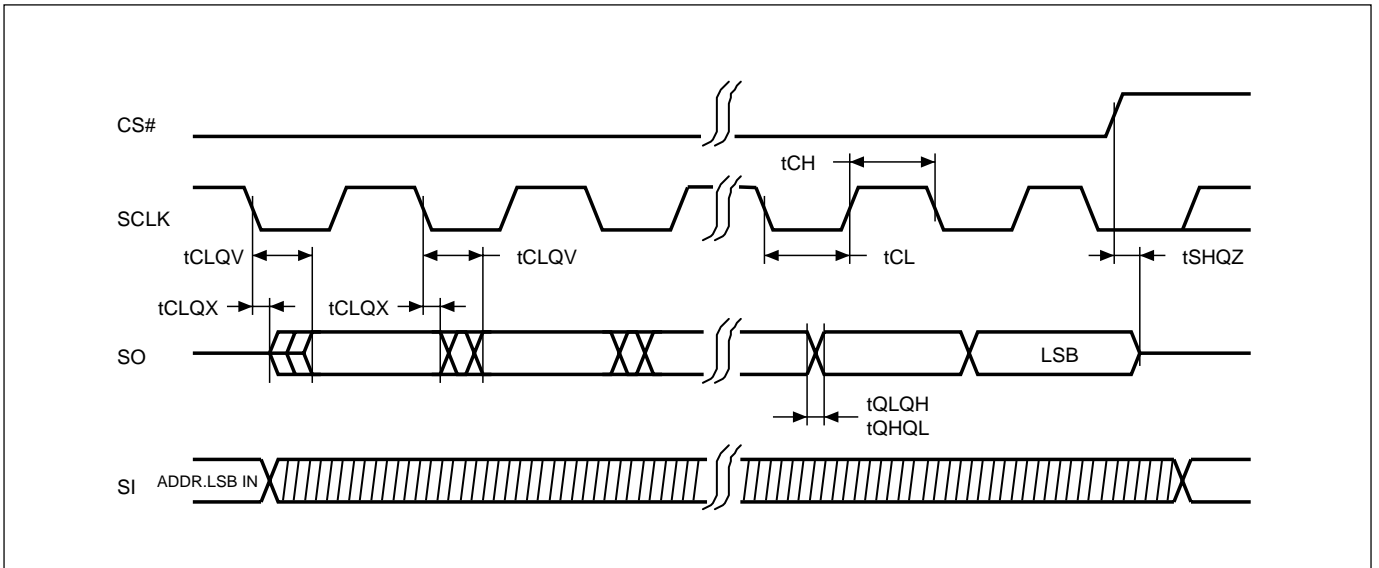 CS#
tCH
SCLK
tCLQV
tCLQV
tCL
tSHQZ
tCLQX
tCLQX
SO
LSB
tQLQH
tQHQL
SI
ADDR.LSB IN